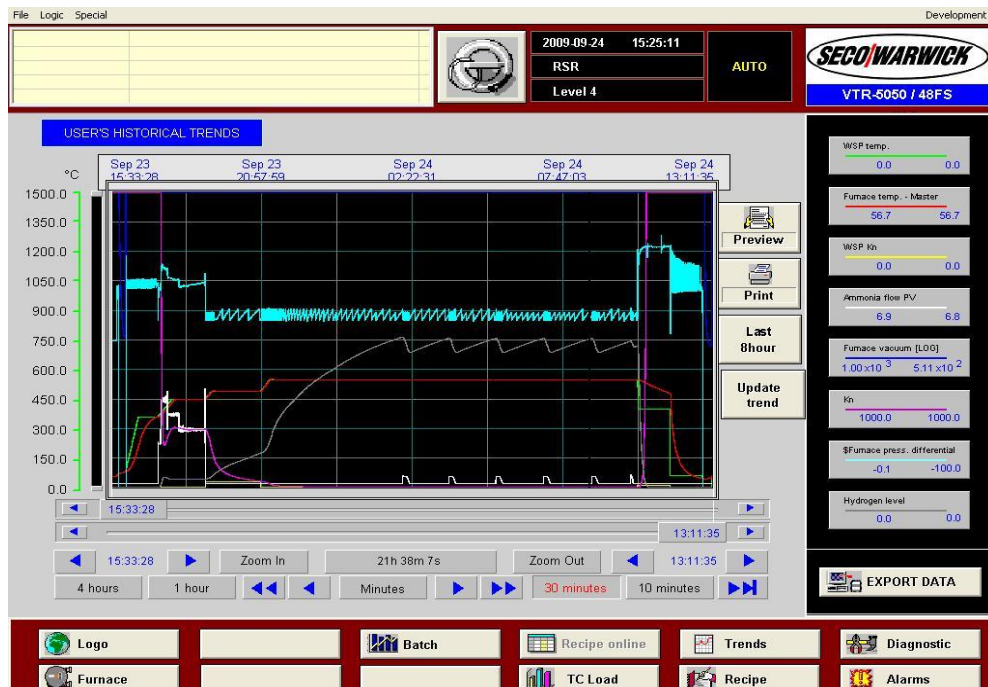 File Logic Special Development
2009-09-24 15:25:11
RSR
Level 4
AUTO
SECO/WARWICK
VTR-5050 / 48FS
USER'S HISTORICAL TRENDS
°C
Sep 23 Sep 23 Sep 24 Sep 24 Sep 24
15:33:28 20:57:59 02:22:31 07:47:03 13:11:35
1500.0
1350.0
1200.0
1050.0
900.0
750.0
600.0
450.0
300.0
150.0
0.0
Preview
Print
Last
8hour
Update
trend
WSP temp.
0.0 0.0
Furnace temp. - Master
56.7 56.7
WSP Kn
0.0 0.0
Ammonia flow PV
6.9 6.8
Furnace vacuum [LOG]
1.00 x10 3 5.11 x10 2
Kn
1000.0 1000.0
$Furnace press. differential
-0.1 -100.0
Hydrogen level
0.0 0.0
15:33:28
13:11:35
15:33:28 Zoom In 21h 38m 7s Zoom Out 13:11:35
4 hours 1 hour Minutes 30 minutes 10 minutes
EXPORT DATA
Logo Batch Recipe online Trends Diagnostic
Furnace TC Load Recipe Alarms